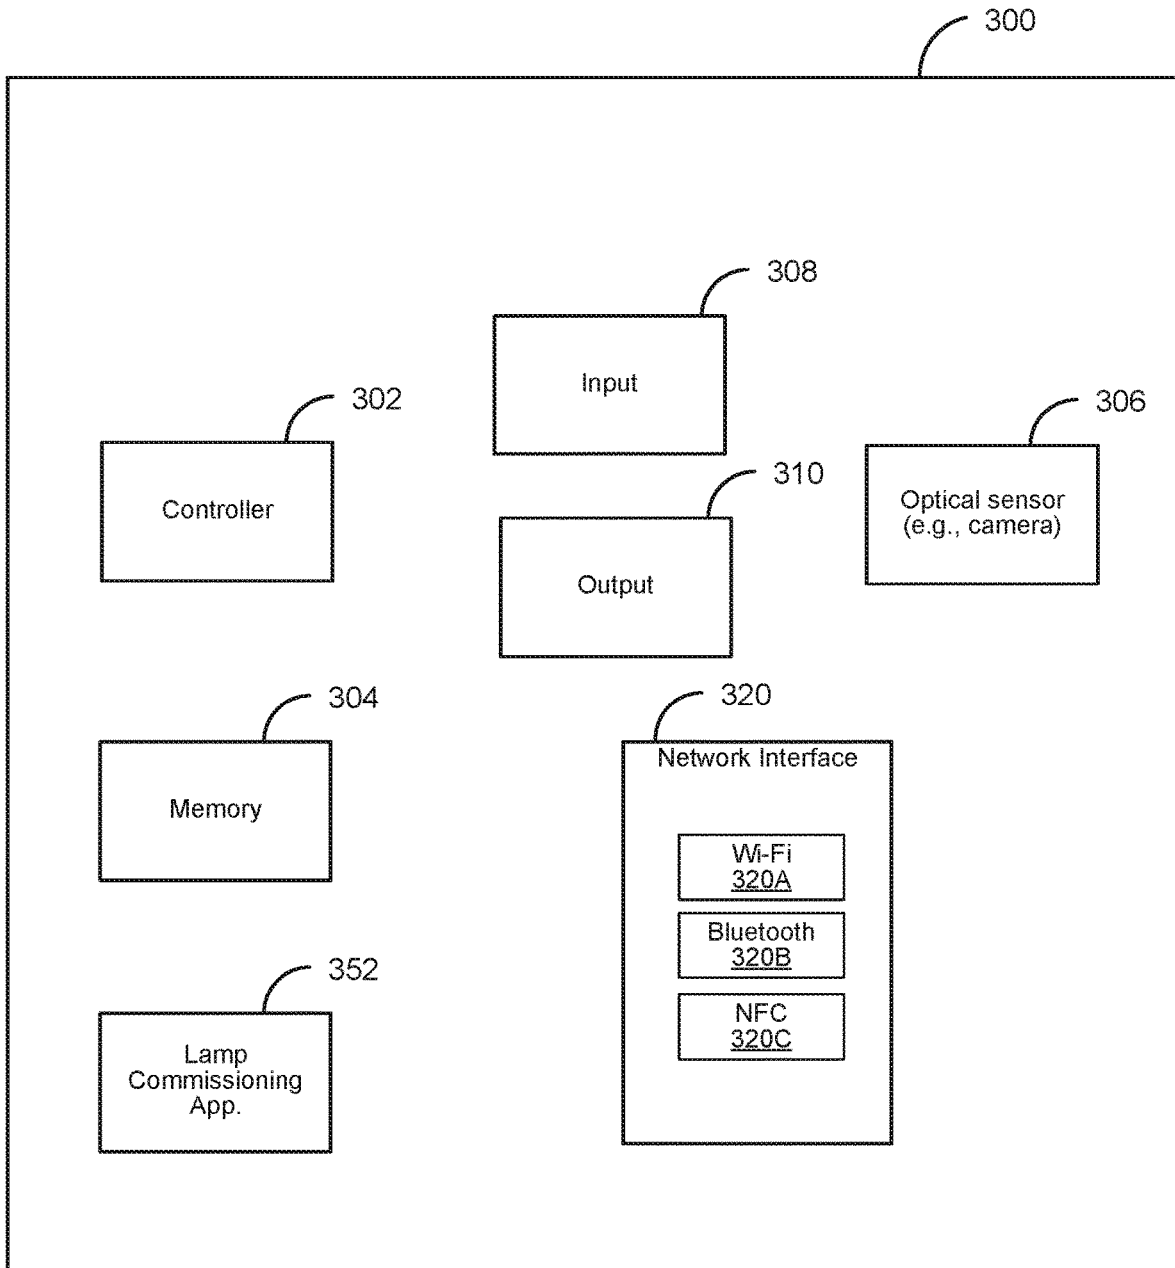 300
308
Input
302
Controller
306
Optical sensor
(e.g., camera)
310
Output
304
Memory
320
Network Interface
Wi-Fi
320A
Bluetooth
320B
NFC
320C
352
Lamp
Commissioning
App.